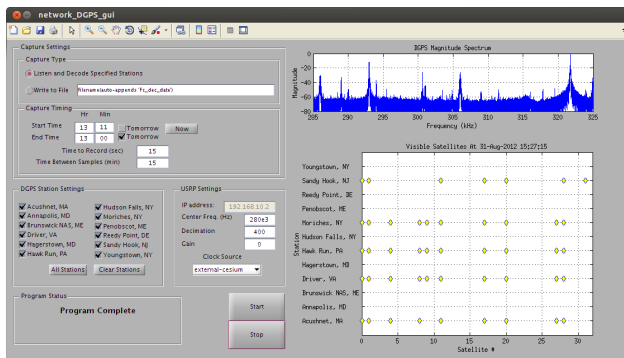 network_DGPS_gui
Capture Settings
Capture Type
Listen and Decode Specified Stations
Write to File
filename(auto-appends 'fc_dec_data')
Capture Timing
Hr Min
Start Time 13 11 Tomorrow Now
End Time 13 00 Tomorrow
Time to Record (sec) 15
Time Between Samples (min) 15
DGPS Station Settings
Acushnet, MA
Annapolis, MD
Brunswick NAS, ME
Driver, VA
Hagerstown, MD
Hawk Run, PA
Hudson Falls, NY
Moriches, NY
Penobscot, ME
Reedy Point, DE
Sandy Hook, NJ
Youngstown, NY
All Stations Clear Stations
USRP Settings
IP address: 192.168.10.2
Center Freq. (Hz) 280e3
Decimation 400
Gain 0
Clock Source
external-cesium
Program Status
Program Complete
Start
Stop
DGPS Magnitude Spectrum
Magnitude
0
-20
-40
-60
-80
285 290 295 300 305 310 315 320 325
Frequency (kHz)
Visible Satellites At 31-Aug-2012 15:27:15
Station
Youngstown, NY
Sandy Hook, NJ
Reedy Point, DE
Penobscot, ME
Moriches, NY
Hudson Falls, NY
Hawk Run, PA
Hagerstown, MD
Driver, VA
Brunswick NAS, ME
Annapolis, MD
Acushnet, MA
0 5 10 15 20 25 30
Satellite #